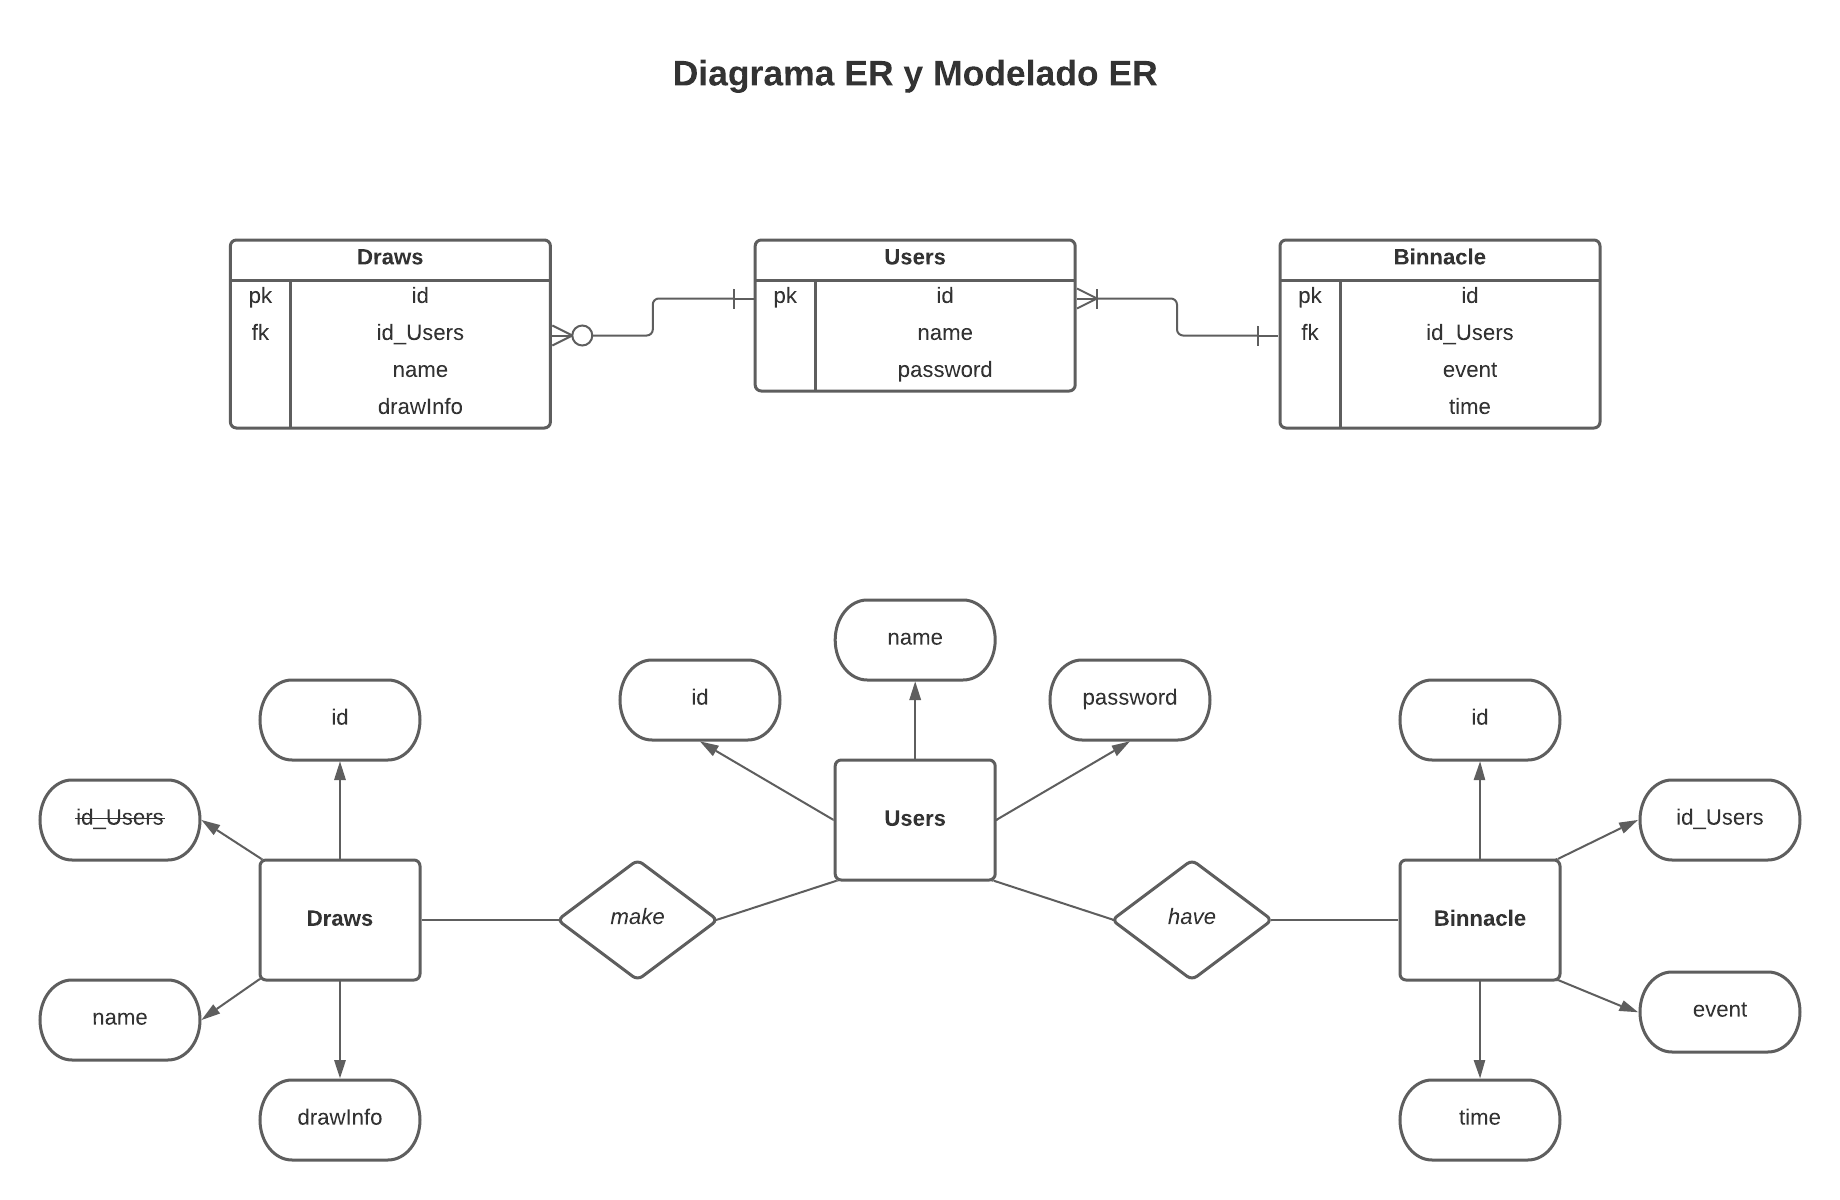 Diagrama ER y Modelado ER
Draws
pk id
fk id_Users
name
drawInfo
Users
pk id
name
password
Binnacle
pk id
fk id_Users
event
time
name
id
password
id
id_Users
Draws
name
drawInfo
make
Users
have
id
id_Users
Binnacle
event
time